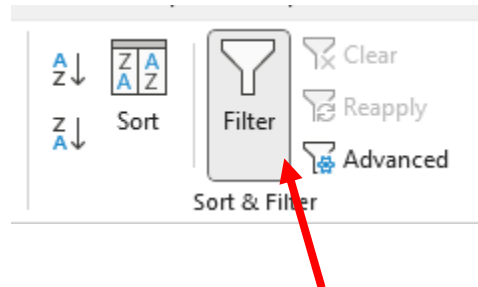 A
Z
Z A
A Z
Z
A
Sort
Filter
Clear
Reapply
Advanced
Sort & Filter